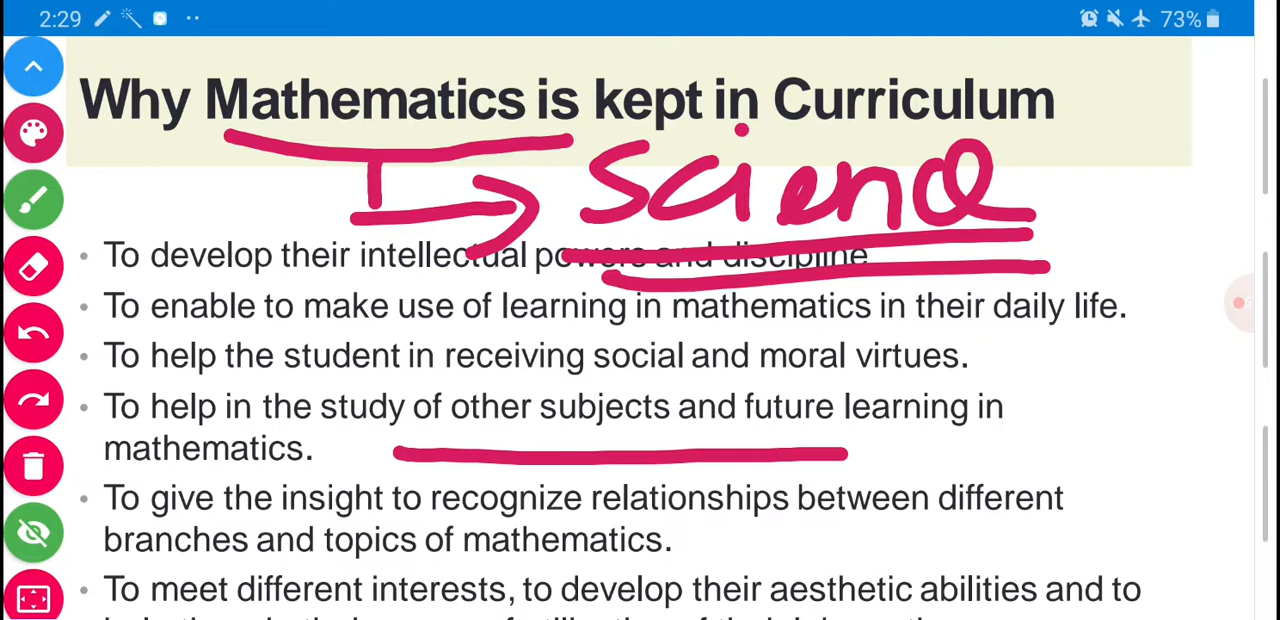 2:29
73%
Why Mathematics is kept in Curriculum
Science
To develop their intellectual powers and discipline
To enable to make use of learning in mathematics in their daily life.
To help the student in receiving social and moral virtues.
To help in the study of other subjects and future learning in
mathematics.
To give the insight to recognize relationships between different
branches and topics of mathematics.
To meet different interests, to develop their aesthetic abilities and to